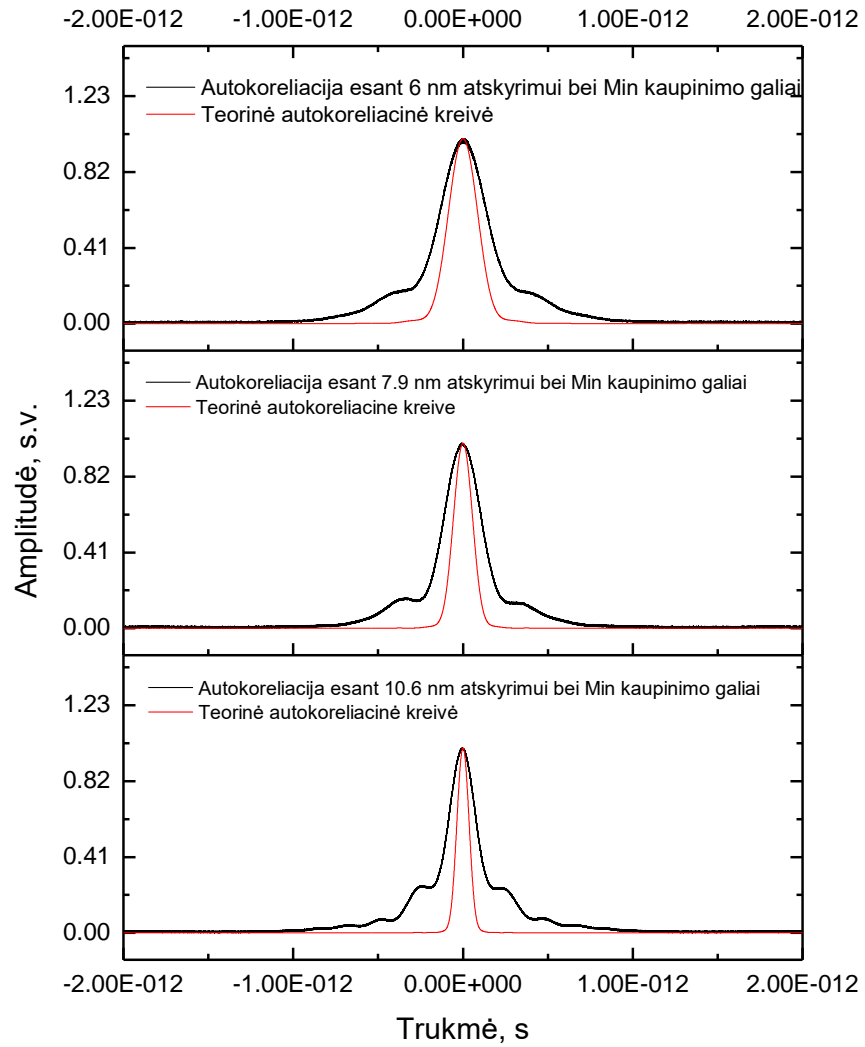 -2.00E-012 -1.00E-012 0.00E+000 1.00E-012 2.00E-012
Autokoreliacija esant 6 nm atskyrimui bei Min kaupinimo galiai
Teorinė autokoreliacinė kreivė
1.23
0.82
0.41
0.00
Autokoreliacija esant 7.9 nm atskyrimui bei Min kaupinimo galiai
Teorinė autokoreliacine kreive
1.23
0.82
0.41
0.00
Amplitudė, s.v.
Autokoreliacija esant 10.6 nm atskyrimui bei Min kaupinimo galiai
Teorinė autokoreliacinė kreivė
1.23
0.82
0.41
0.00
-2.00E-012 -1.00E-012 0.00E+000 1.00E-012 2.00E-012
Trukmė, s